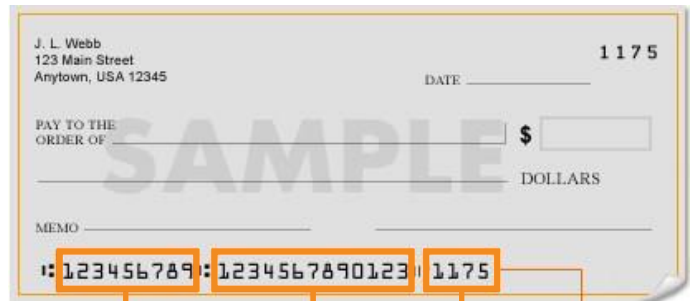 J. L. Webb
123 Main Street
Anytown, USA 12345
1175
DATE
PAY TO THE
ORDER OF
$
SAMPLE
DOLLARS
MEMO
⑆123456789⑆1234567890123⑈1175